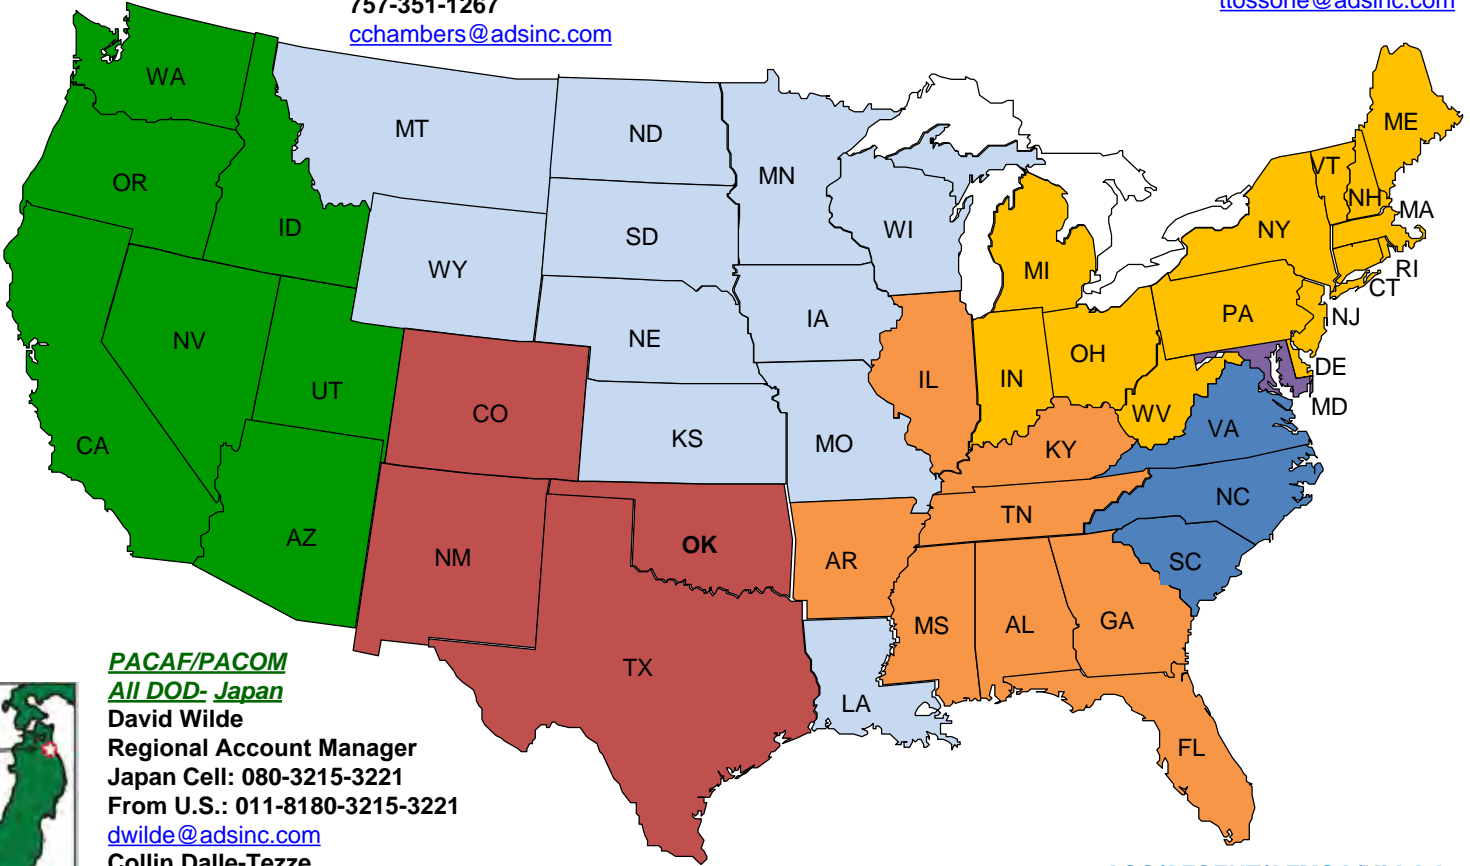 757-351-1267
cchambers@adsinc.com
ttossone@adsinc.com
WA
MT
ND
MN
ME
VT
NH
MA
OR
ID
SD
WI
NY
RI
WY
MI
CT
NV
NE
IA
PA
NJ
UT
CO
IL
IN
OH
DE
MD
CA
KS
MO
WV
VA
KY
NC
AZ
NM
OK
AR
TN
SC
TX
MS
AL
GA
LA
FL
PACAF/PACOM
All DOD- Japan
David Wilde
Regional Account Manager
Japan Cell: 080-3215-3221
From U.S.: 011-8180-3215-3221
dwilde@adsinc.com
Collin Dalle-Tezze